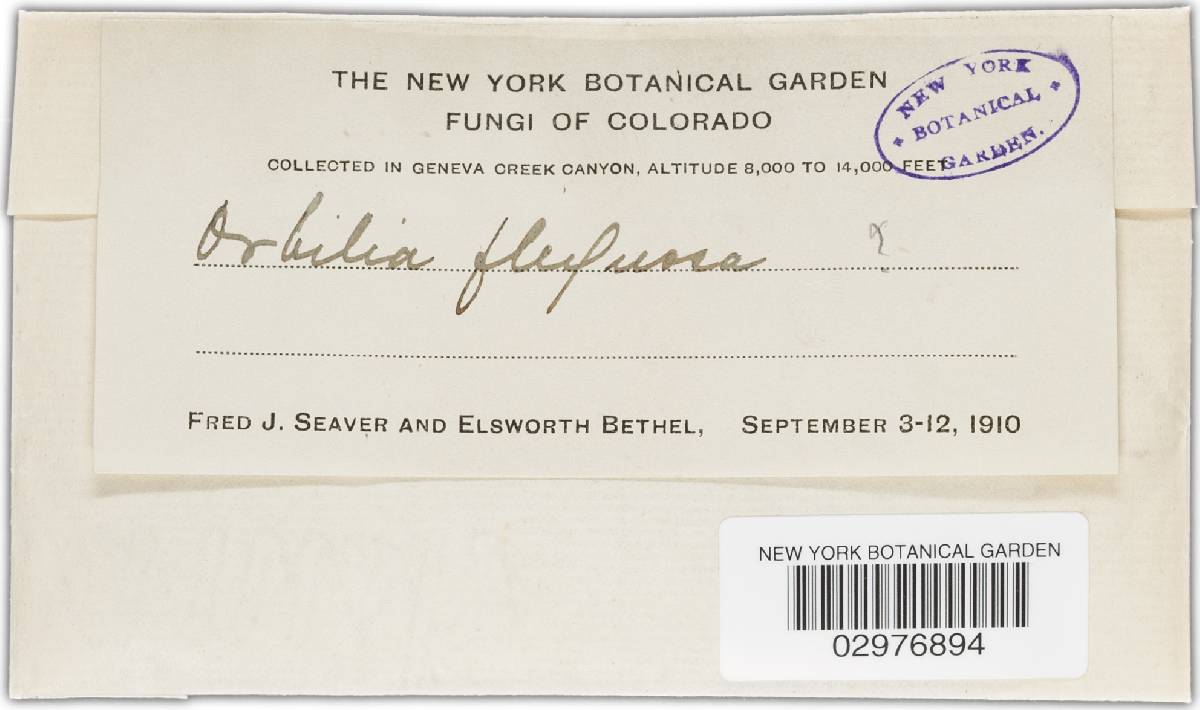 THE NEW YORK BOTANICAL GARDEN
FUNGI OF COLORADO
COLLECTED IN GENEVA CREEK CANYON, ALTITUDE 8,000 TO 14,000 FEET
NEW YORK
* BOTANICAL *
GARDEN.
Orbilia flexuosa ?
FRED J. SEAVER AND ELSWORTH BETHEL, SEPTEMBER 3-12, 1910
NEW YORK BOTANICAL GARDEN
02976894